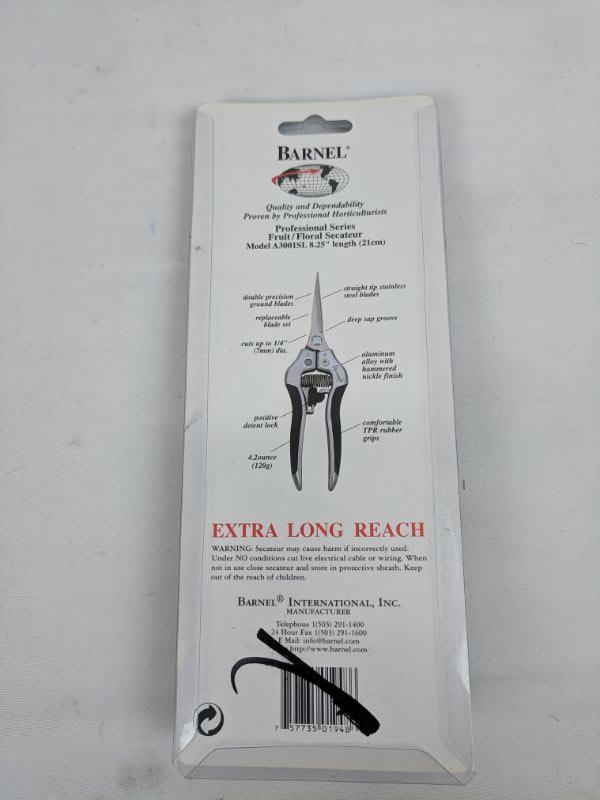 BARNEL®
Quality and Dependability
Proven by Professional Horticulturists
Professional Series
Fruit/Floral Secateur
Model A3001SL 8.25" length (21cm)
double precision
ground blades
straight tip stainless
steel blades
replaceable
blade set
deep sap groove
cuts up to 1/4"
(7mm) dia.
aluminum
alloy with
hammered
nickle finish
positive
detent lock
comfortable
TPR rubber
grips
4.2ounce
(120g)
EXTRA LONG REACH
WARNING: Secateur may cause harm if incorrectly used.
Under NO conditions cut live electrical cable or wiring. When
not in use close secateur and store in protective sheath. Keep
out of the reach of children.
BARNEL® INTERNATIONAL, INC.
MANUFACTURER
Telephone 1(503) 291-1400
24 Hour Fax 1(503) 291-1600
E Mail: info@barnel.com
http://www.barnel.com
7 57735 01948